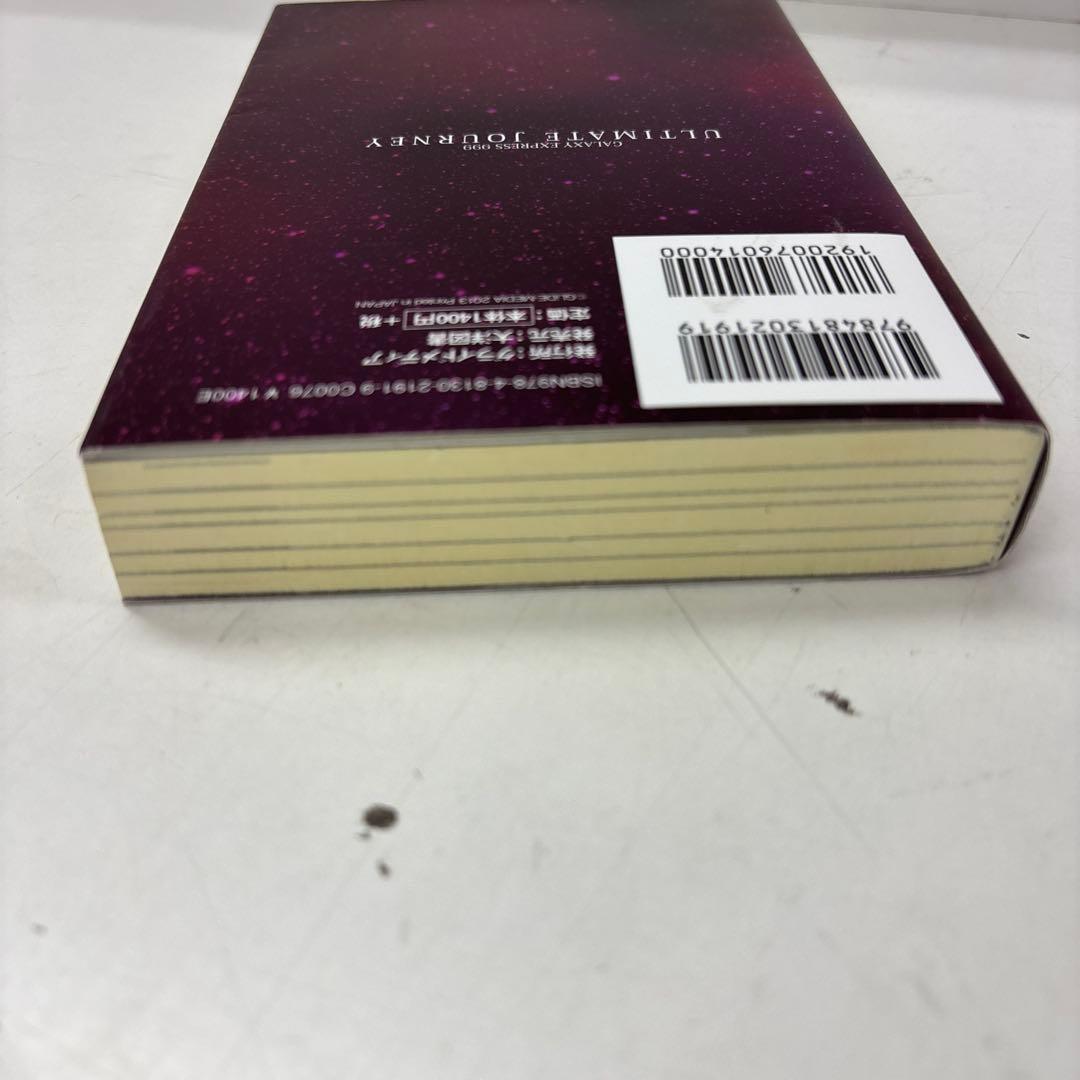 GALAXY EXPRESS 999
ULTIMATE JOURNEY
9784813021919
1920076014000
ISBN978-4-8130-2191-9 C0076 ¥1400E
発行所：グライドメディア
発売元：大洋図書
定価：本体1400円 +税
©GLIDE MEDIA 2013 Printed in JAPAN